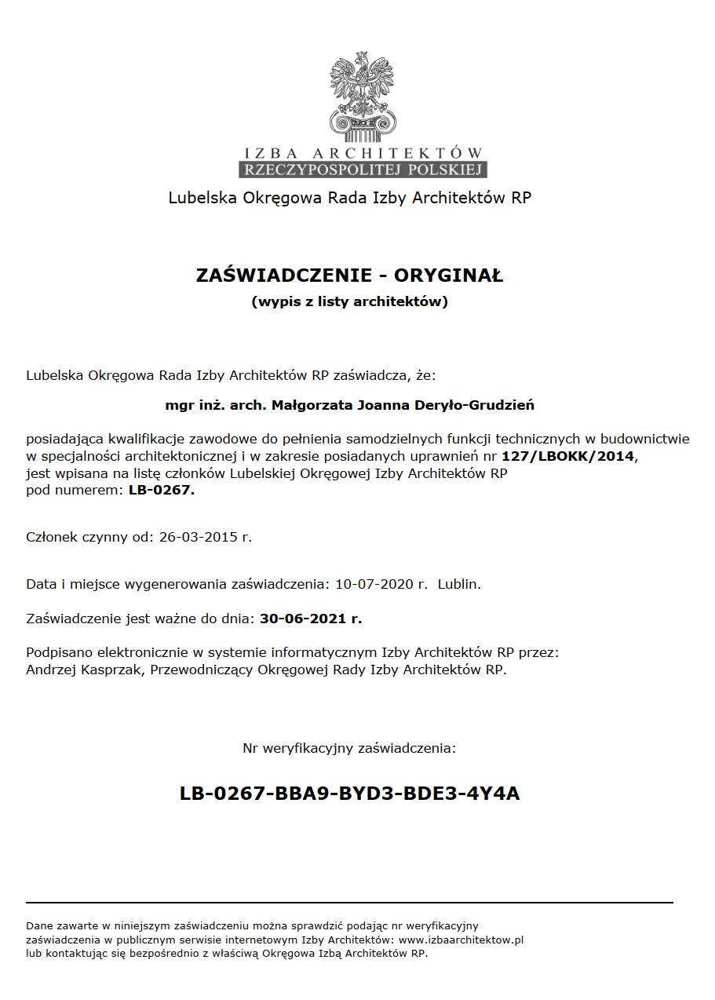 IZBA ARCHITEKTÓW
RZECZYPOSPOLITEJ POLSKIEJ
Lubelska Okręgowa Rada Izby Architektów RP
ZAŚWIADCZENIE - ORYGINAŁ
(wypis z listy architektów)
Lubelska Okręgowa Rada Izby Architektów RP zaświadcza, że:
mgr inż. arch. Małgorzata Joanna Deryło-Grudzień
posiadająca kwalifikacje zawodowe do pełnienia samodzielnych funkcji technicznych w budownictwie
w specjalności architektonicznej i w zakresie posiadanych uprawnień nr 127/LBOKK/2014,
jest wpisana na listę członków Lubelskiej Okręgowej Izby Architektów RP
pod numerem: LB-0267.
Członek czynny od: 26-03-2015 r.
Data i miejsce wygenerowania zaświadczenia: 10-07-2020 r. Lublin.
Zaświadczenie jest ważne do dnia: 30-06-2021 r.
Podpisano elektronicznie w systemie informatycznym Izby Architektów RP przez:
Andrzej Kasprzak, Przewodniczący Okręgowej Rady Izby Architektów RP.
Nr weryfikacyjny zaświadczenia:
LB-0267-BBA9-BYD3-BDE3-4Y4A
Dane zawarte w niniejszym zaświadczeniu można sprawdzić podając nr weryfikacyjny
zaświadczenia w publicznym serwisie internetowym Izby Architektów: www.izbaarchitektow.pl
lub kontaktując się bezpośrednio z właściwą Okręgowa Izbą Architektów RP.